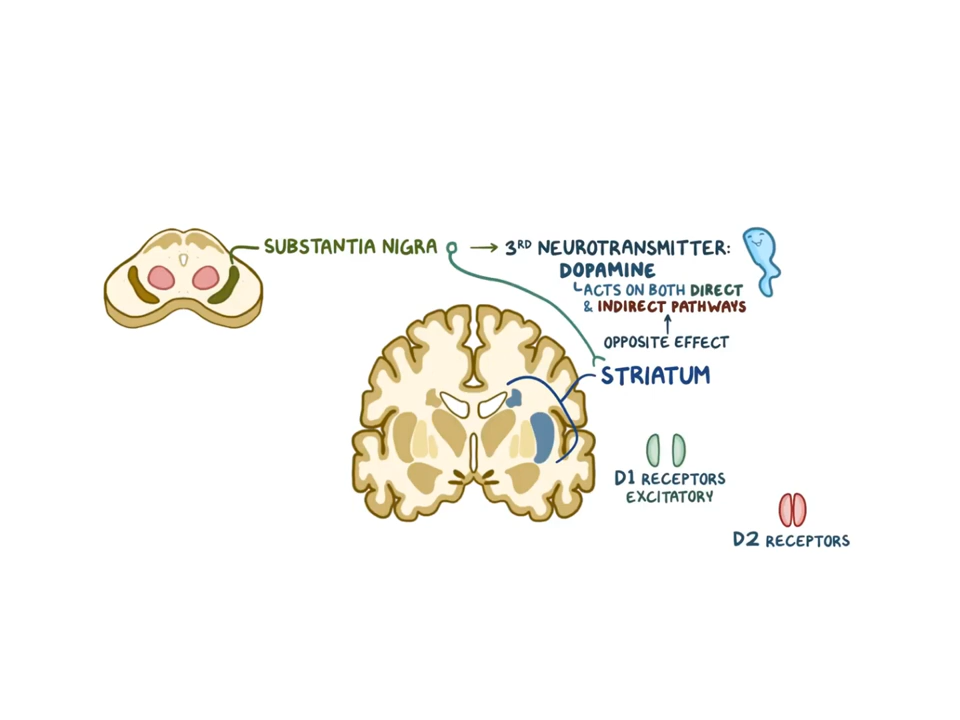 SUBSTANTIA NIGRA → 3RD NEUROTRANSMITTER:
DOPAMINE
ACTS ON BOTH DIRECT
& INDIRECT PATHWAYS
OPPOSITE EFFECT
STRIATUM
D1 RECEPTORS
EXCITATORY
D2 RECEPTORS